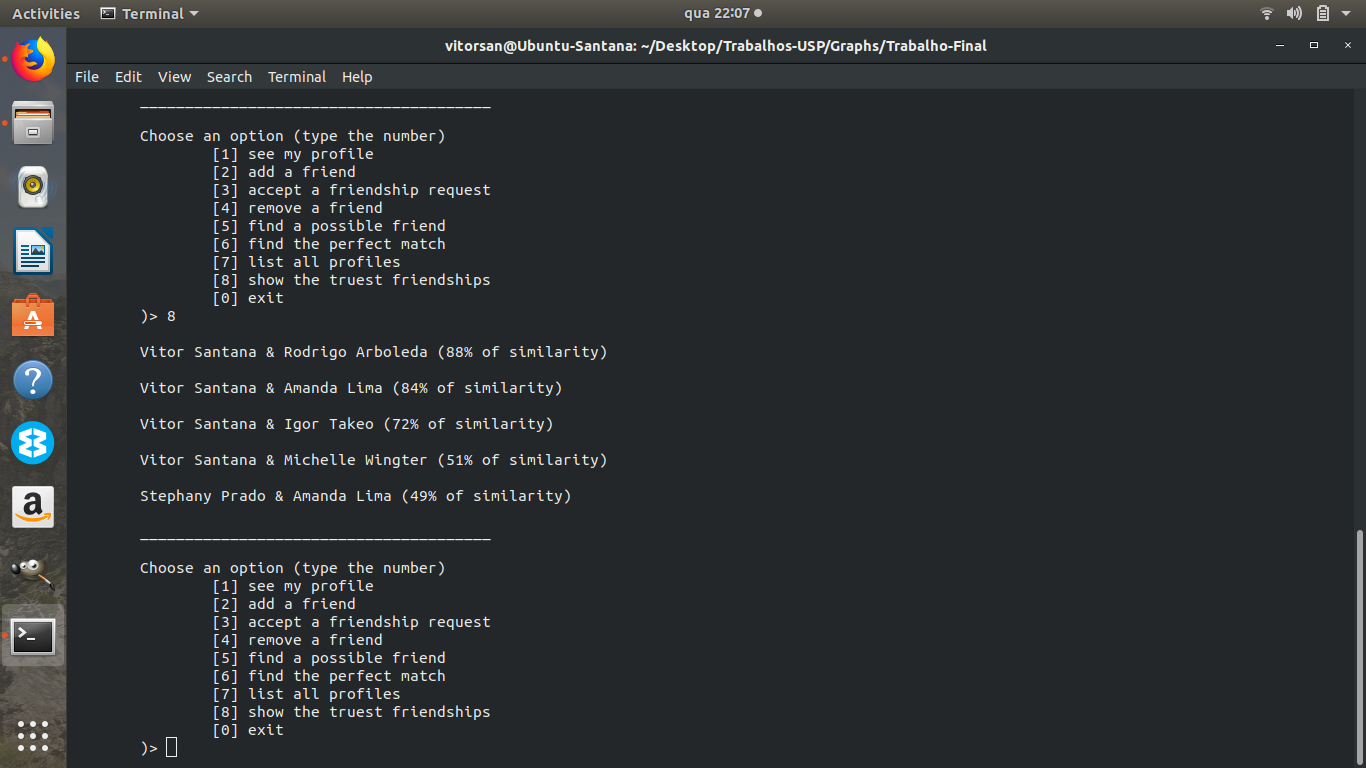 Activities Terminal qua 22:07
vitorsan@Ubuntu-Santana: ~/Desktop/Trabalhos-USP/Graphs/Trabalho-Final
File Edit View Search Terminal Help
_______________________________________
Choose an option (type the number)
[1] see my profile
[2] add a friend
[3] accept a friendship request
[4] remove a friend
[5] find a possible friend
[6] find the perfect match
[7] list all profiles
[8] show the truest friendships
[0] exit
)> 8
Vitor Santana & Rodrigo Arboleda (88% of similarity)
Vitor Santana & Amanda Lima (84% of similarity)
Vitor Santana & Igor Takeo (72% of similarity)
Vitor Santana & Michelle Wingter (51% of similarity)
Stephany Prado & Amanda Lima (49% of similarity)
_______________________________________
Choose an option (type the number)
[1] see my profile
[2] add a friend
[3] accept a friendship request
[4] remove a friend
[5] find a possible friend
[6] find the perfect match
[7] list all profiles
[8] show the truest friendships
[0] exit
)>